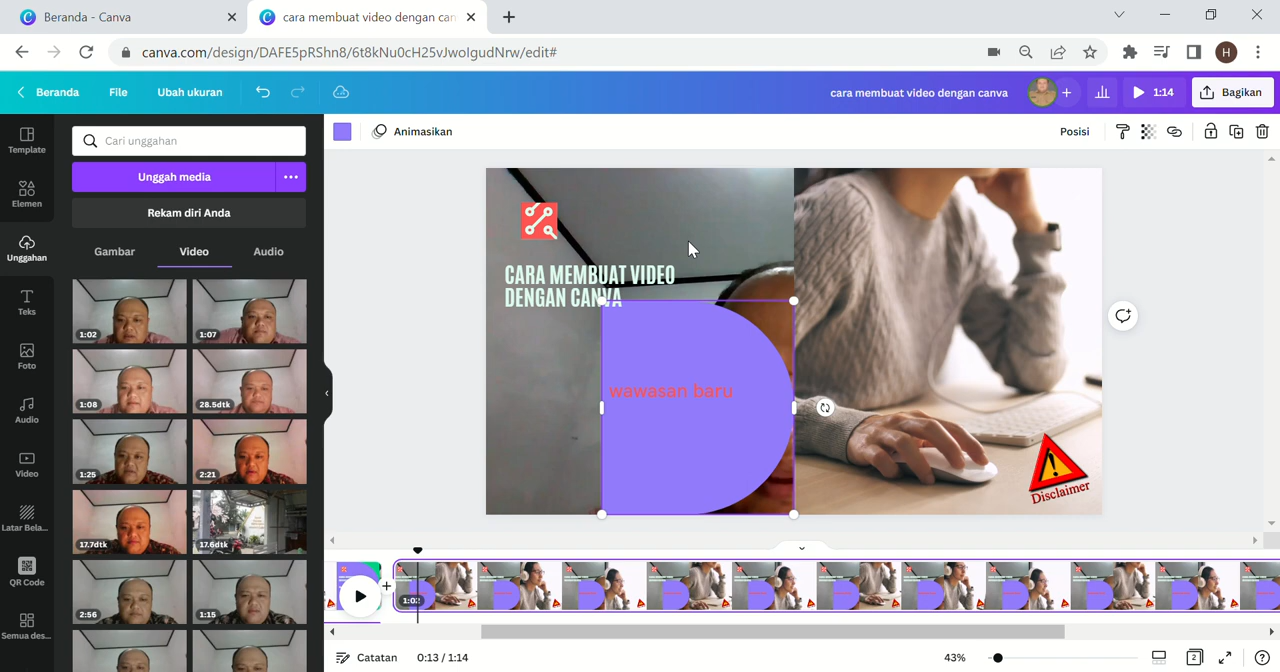 Beranda - Canva
cara membuat video dengan can
canva.com/design/DAFE5pRShn8/6t8kNu0cH25vJwolgudNrw/edit#
H
Beranda
File
Ubah ukuran
cara membuat video dengan canva
1:14
Bagikan
Template
Elemen
Unggahan
Teks
Foto
Audio
Video
Latar Bela...
QR Code
Semua des...
Cari unggahan
Unggah media
Rekam diri Anda
Gambar
Video
Audio
1:02
1:07
1:08
28.5dtk
1:25
2:21
17.7dtk
17.6dtk
2:56
1:15
Animasikan
Posisi
CARA MEMBUAT VIDEO
DENGAN CANVA
wawasan baru
Disclaimer
Catatan
0:13 / 1:14
43%
2